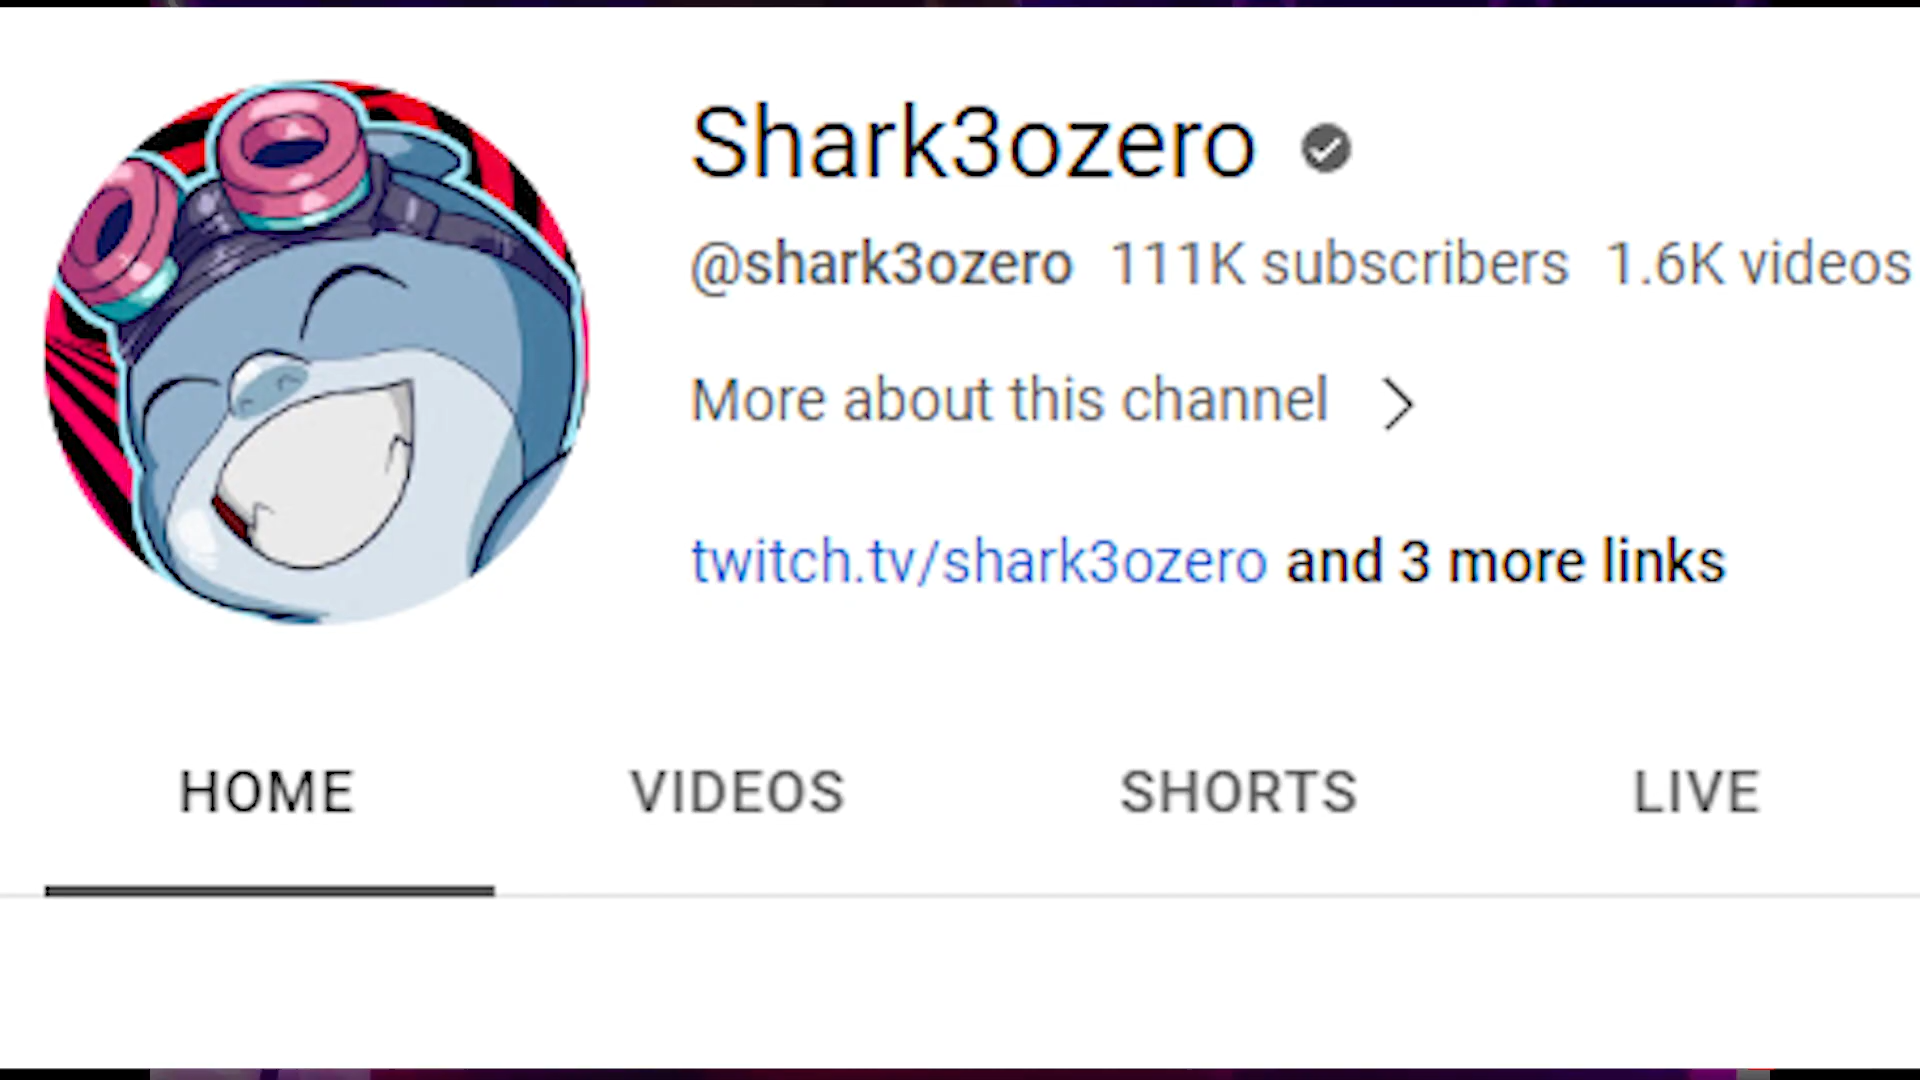 Shark3ozero
@shark3ozero 111K subscribers 1.6K videos
More about this channel
twitch.tv/shark3ozero and 3 more links
HOME VIDEOS SHORTS LIVE